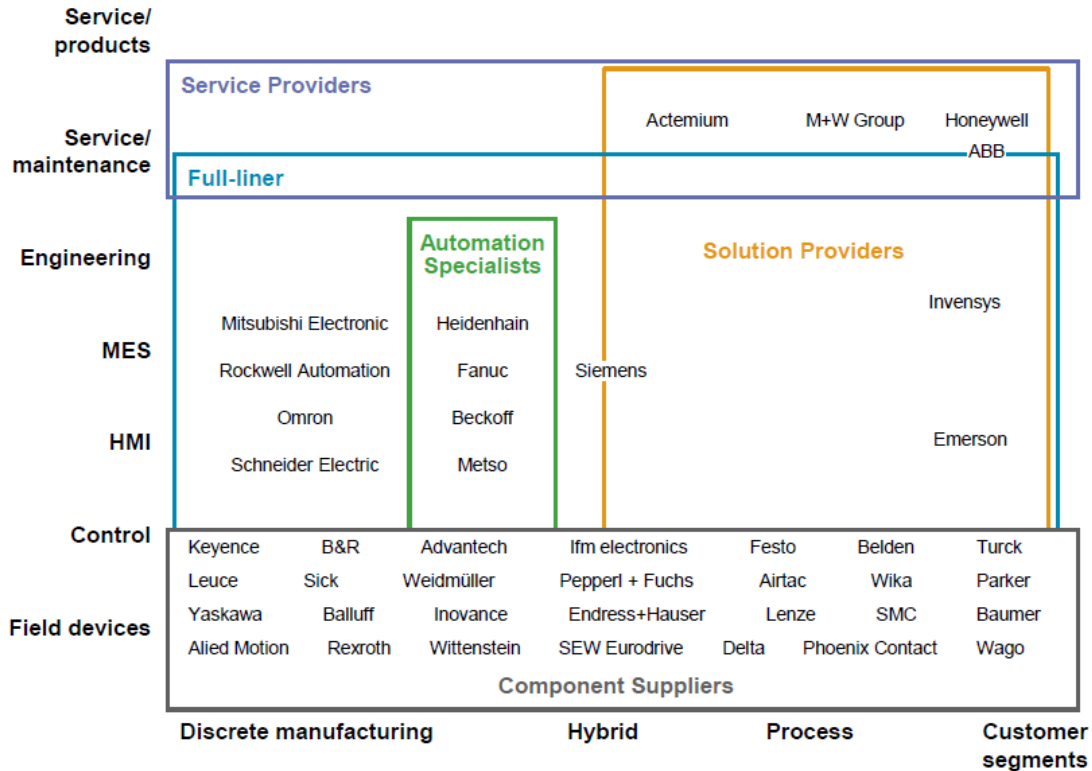 Service/
products
Service Providers
Actemium M+W Group Honeywell
Service/
maintenance
ABB
Full-liner
Engineering
Automation
Specialists
Solution Providers
Invensys
Mitsubishi Electronic Heidenhain
MES
Rockwell Automation Fanuc Siemens
Omron Beckoff
HMI
Emerson
Schneider Electric Metso
Control
Keyence B&R Advantech Ifm electronics Festo Belden Turck
Leuce Sick Weidmüller Pepperl + Fuchs Airtac Wika Parker
Yaskawa Balluff Inovance Endress+Hauser Lenze SMC Baumer
Field devices
Alied Motion Rexroth Wittenstein SEW Eurodrive Delta Phoenix Contact Wago
Component Suppliers
Discrete manufacturing Hybrid Process Customer
segments